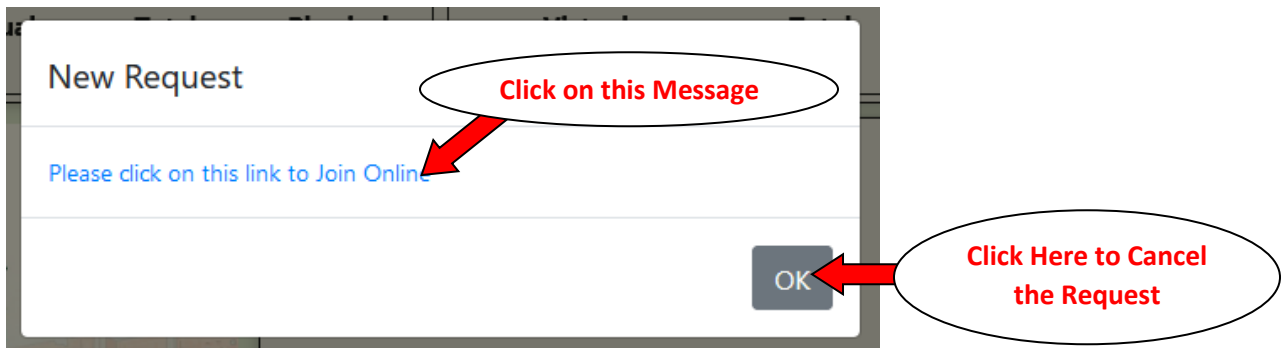 New Request
Click on this Message
Please click on this link to Join Online
OK
Click Here to Cancel
the Request